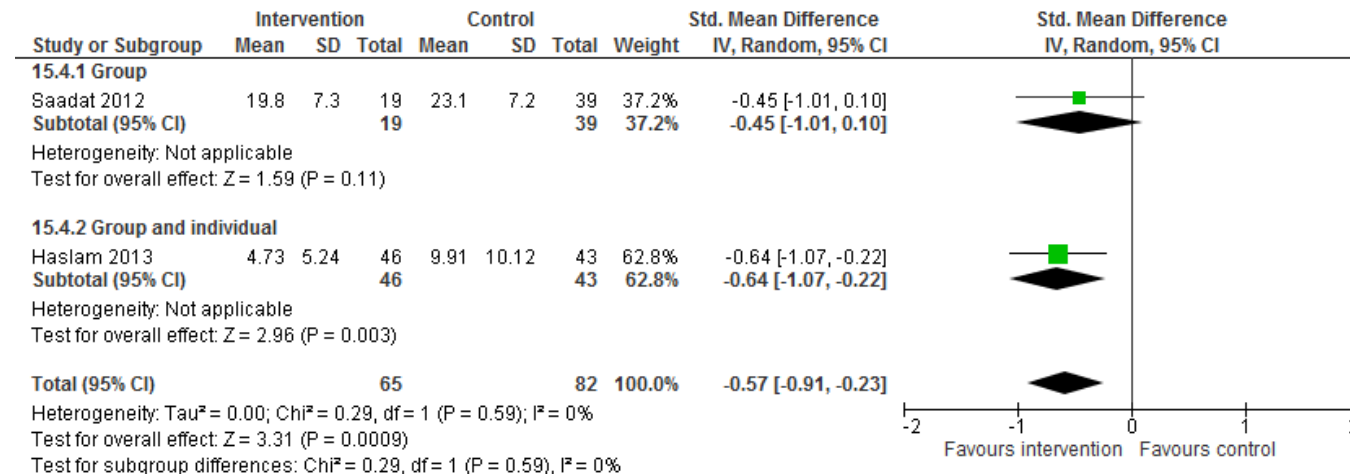 Intervention Control Std. Mean Difference Std. Mean Difference
Study or Subgroup Mean SD Total Mean SD Total Weight IV, Random, 95% CI IV, Random, 95% CI
15.4.1 Group
Saadat 2012 19.8 7.3 19 23.1 7.2 39 37.2% -0.45 [-1.01, 0.10]
Subtotal (95% CI) 19 39 37.2% -0.45 [-1.01, 0.10]
Heterogeneity: Not applicable
Test for overall effect: Z = 1.59 (P = 0.11)
15.4.2 Group and individual
Haslam 2013 4.73 5.24 46 9.91 10.12 43 62.8% -0.64 [-1.07, -0.22]
Subtotal (95% CI) 46 43 62.8% -0.64 [-1.07, -0.22]
Heterogeneity: Not applicable
Test for overall effect: Z = 2.96 (P = 0.003)
Total (95% CI) 65 82 100.0% -0.57 [-0.91, -0.23]
Heterogeneity: Tau² = 0.00; Chi² = 0.29, df = 1 (P = 0.59); I² = 0%
Test for overall effect: Z = 3.31 (P = 0.0009)
Test for subgroup differences: Chi² = 0.29, df = 1 (P = 0.59), I² = 0%
-2 -1 0 1
Favours intervention Favours control